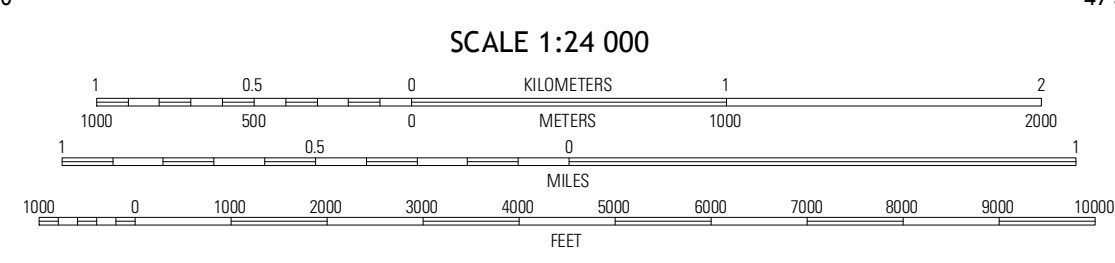 SCALE 1:24 000
1 0.5 0 KILOMETERS 1 2
1000 500 0 METERS 1000 2000
1 0.5 0 1
MILES
1000 0 1000 2000 3000 4000 5000 6000 7000 8000 9000 10000
FEET